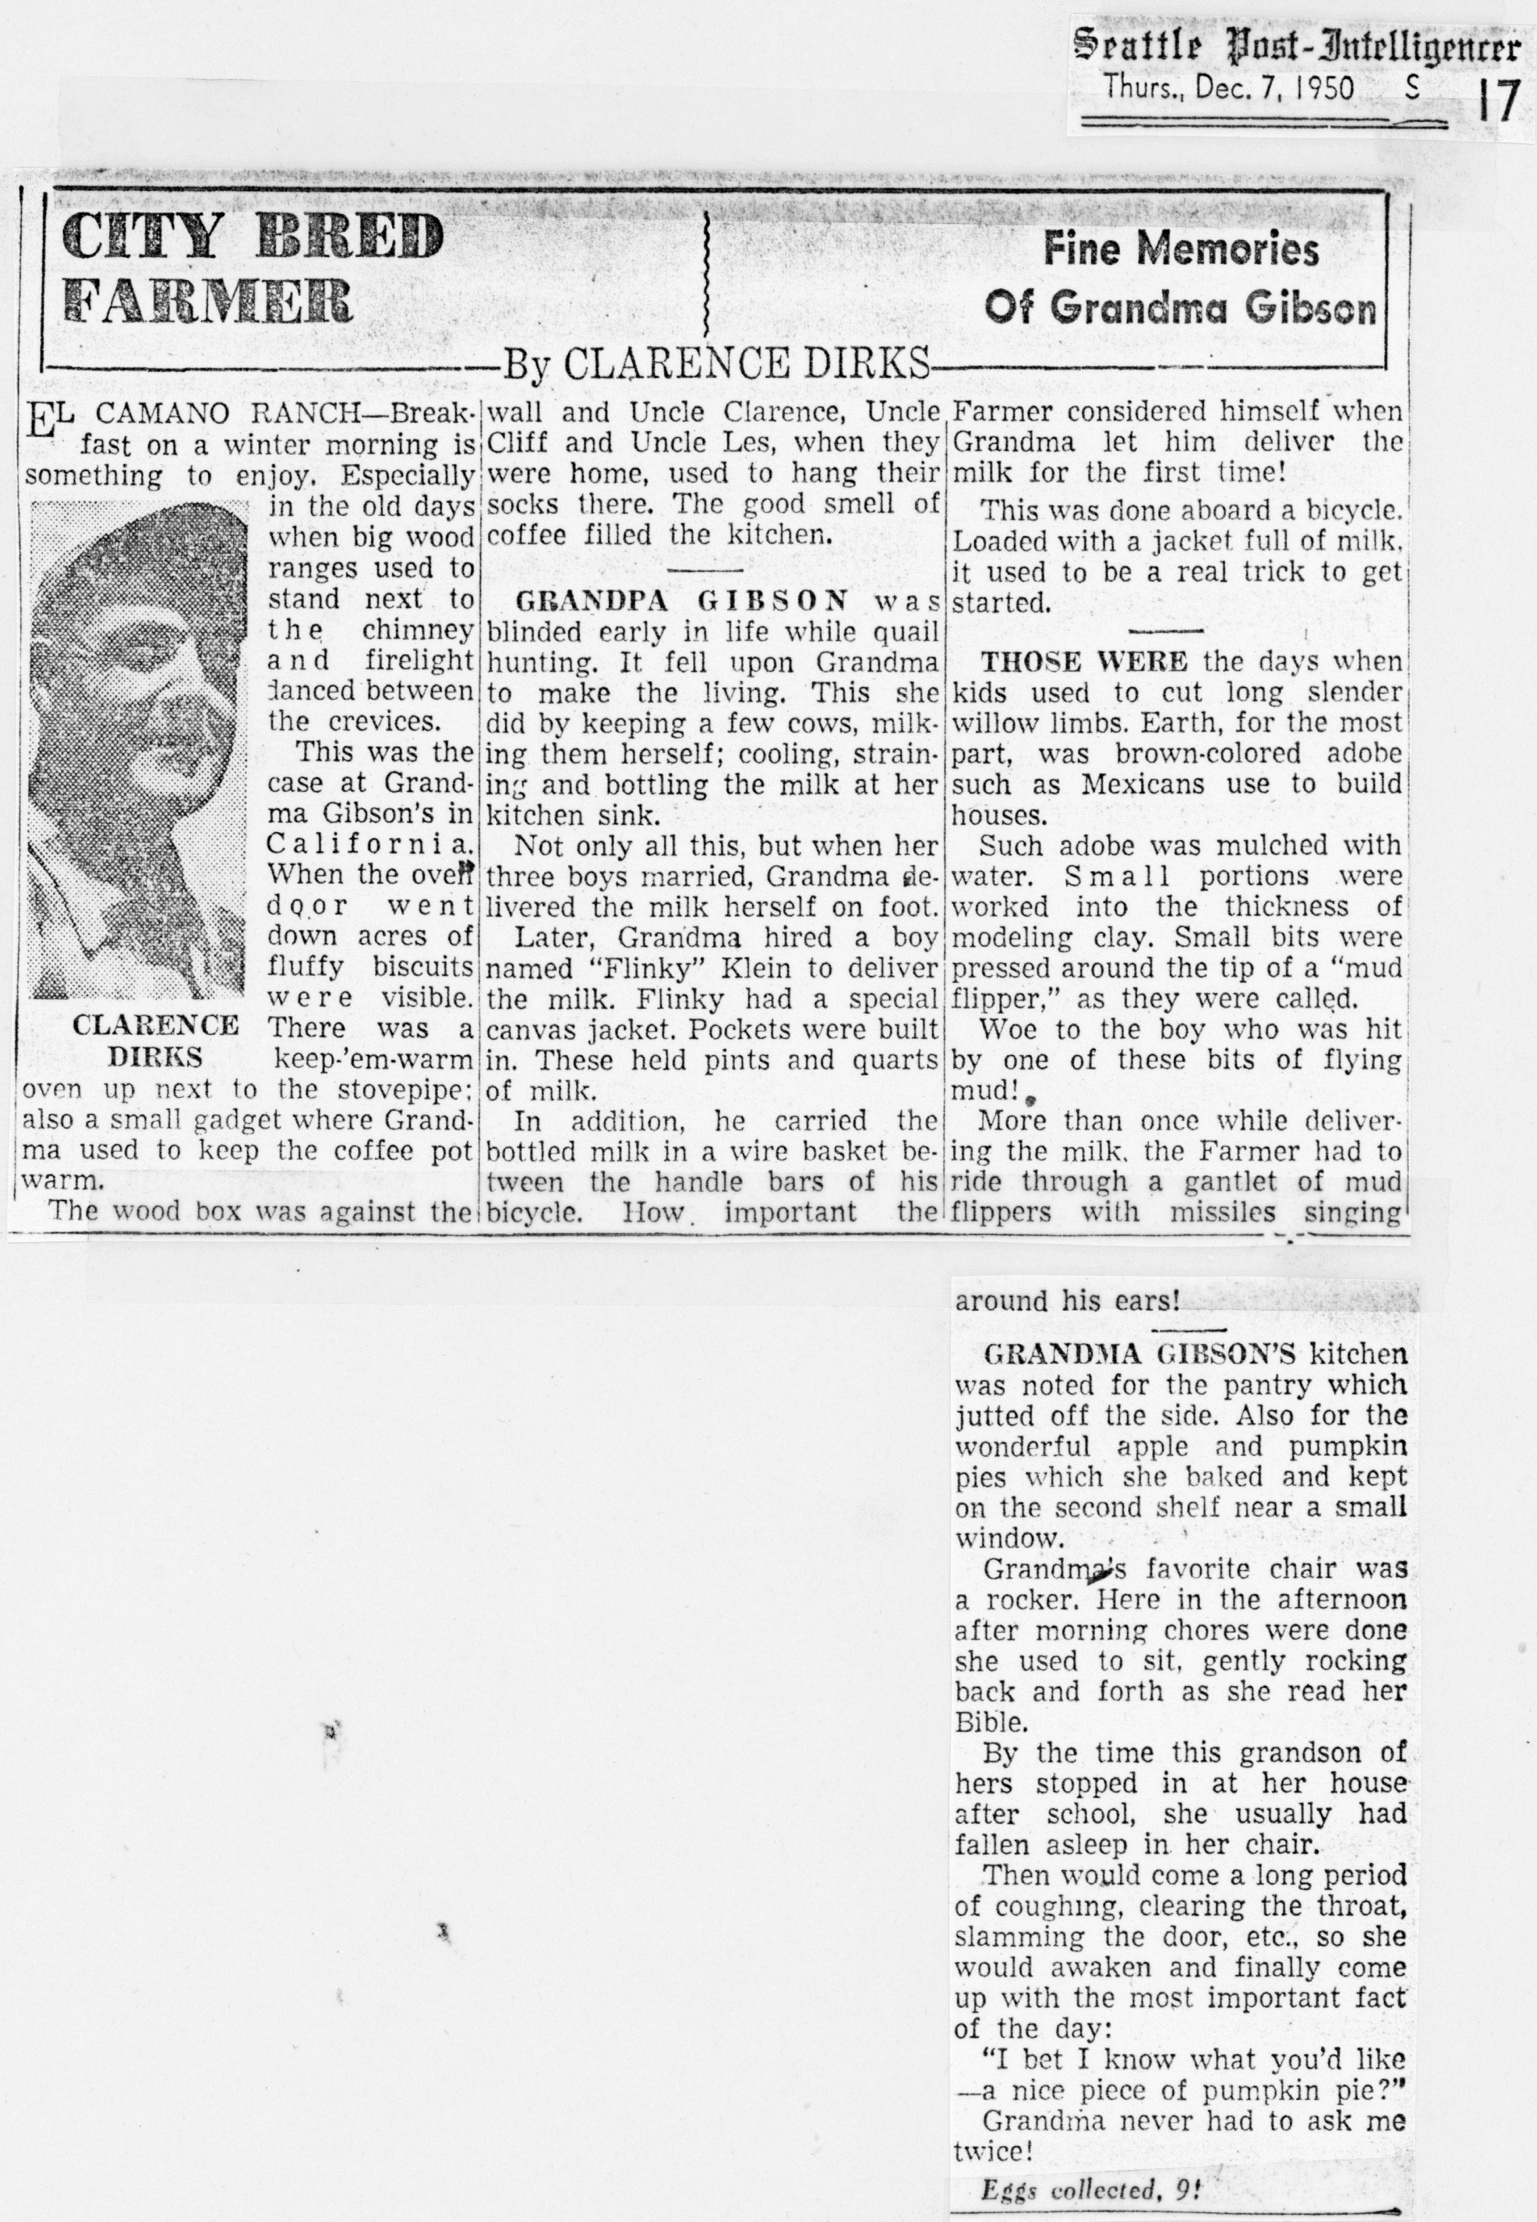 Seattle Post-Intelligencer
Thurs., Dec. 7, 1950 S 17
CITY BRED
FARMER
Fine Memories
Of Grandma Gibson
By CLARENCE DIRKS
EL CAMANO RANCH—Break-
fast on a winter morning is
something to enjoy. Especially
in the old days
when big wood
ranges used to
stand next to
the chimney
and firelight
danced between
the crevices.
This was the
case at Grand-
ma Gibson's in
California.
When the oven
door went
down acres of
fluffy biscuits
were visible.
There was a
keep-'em-warm
CLARENCE
DIRKS
oven up next to the stovepipe;
also a small gadget where Grand-
ma used to keep the coffee pot
warm.
The wood box was against the
wall and Uncle Clarence, Uncle
Cliff and Uncle Les, when they
were home, used to hang their
socks there. The good smell of
coffee filled the kitchen.
GRANDPA GIBSON was
blinded early in life while quail
hunting. It fell upon Grandma
to make the living. This she
did by keeping a few cows, milk-
ing them herself; cooling, strain-
ing and bottling the milk at her
kitchen sink.
Not only all this, but when her
three boys married, Grandma de-
livered the milk herself on foot.
Later, Grandma hired a boy
named "Flinky" Klein to deliver
the milk. Flinky had a special
canvas jacket. Pockets were built
in. These held pints and quarts
of milk.
In addition, he carried the
bottled milk in a wire basket be-
tween the handle bars of his
bicycle. How important the
Farmer considered himself when
Grandma let him deliver the
milk for the first time!
This was done aboard a bicycle.
Loaded with a jacket full of milk,
it used to be a real trick to get
started.
THOSE WERE the days when
kids used to cut long slender
willow limbs. Earth, for the most
part, was brown-colored adobe
such as Mexicans use to build
houses.
Such adobe was mulched with
water. Small portions were
worked into the thickness of
modeling clay. Small bits were
pressed around the tip of a "mud
flipper," as they were called.
Woe to the boy who was hit
by one of these bits of flying
mud!
More than once while deliver-
ing the milk, the Farmer had to
ride through a gantlet of mud
flippers with missiles singing
around his ears!
GRANDMA GIBSON'S kitchen
was noted for the pantry which
jutted off the side. Also for the
wonderful apple and pumpkin
pies which she baked and kept
on the second shelf near a small
window.
Grandma's favorite chair was
a rocker. Here in the afternoon
after morning chores were done
she used to sit, gently rocking
back and forth as she read her
Bible.
By the time this grandson of
hers stopped in at her house
after school, she usually had
fallen asleep in her chair.
Then would come a long period
of coughing, clearing the throat,
slamming the door, etc., so she
would awaken and finally come
up with the most important fact
of the day:
"I bet I know what you'd like
—a nice piece of pumpkin pie?"
Grandma never had to ask me
twice!
Eggs collected, 9!